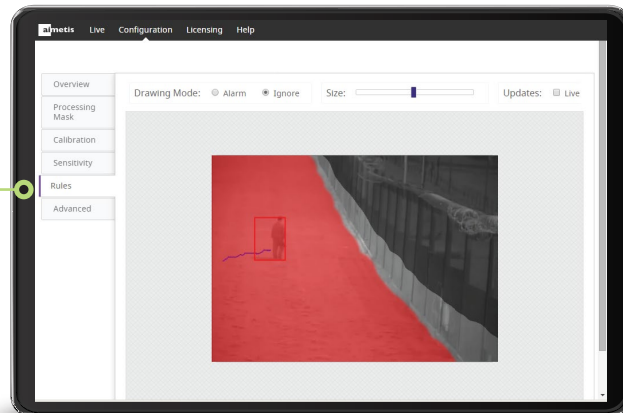 aimetis Live Configuration Licensing Help
Overview
Processing
Mask
Calibration
Sensitivity
Rules
Advanced
Drawing Mode: Alarm Ignore Size: Updates: Live